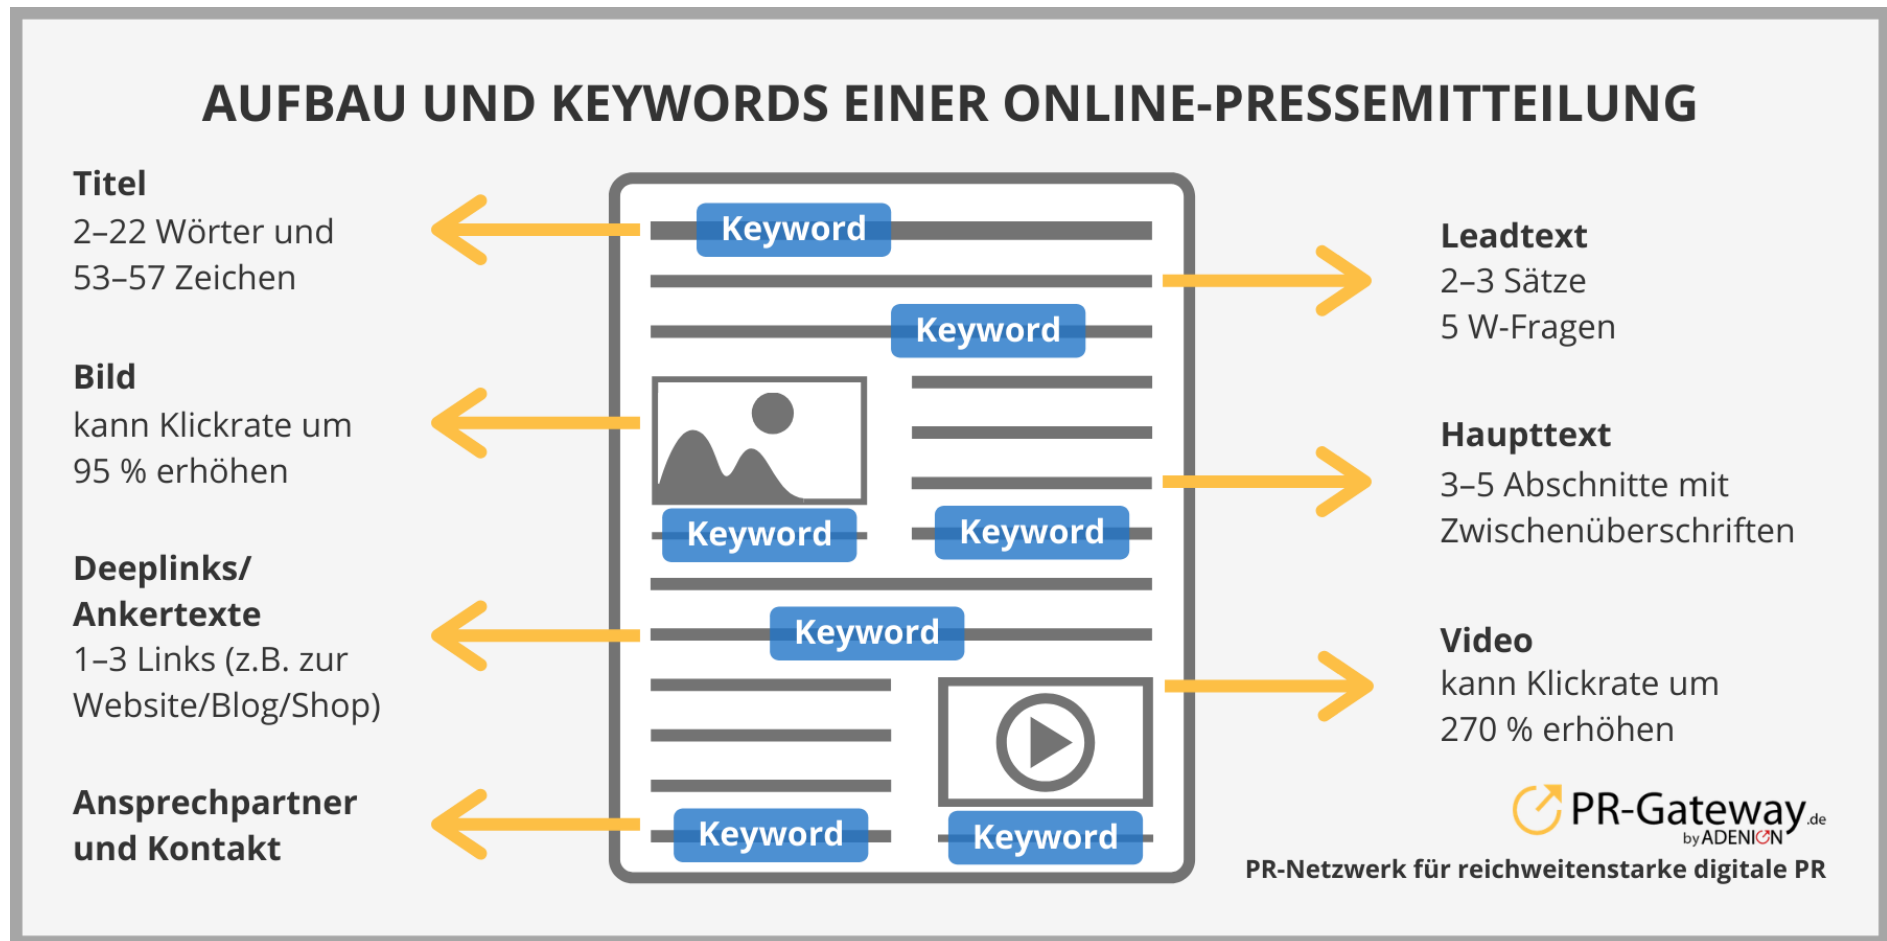 AUFBAU UND KEYWORDS EINER ONLINE-PRESSEMITTEILUNG
Titel
2–22 Wörter und
53–57 Zeichen
Bild
kann Klickrate um
95 % erhöhen
Deeplinks/
Ankertexte
1–3 Links (z.B. zur
Website/Blog/Shop)
Ansprechpartner
und Kontakt
Keyword
Keyword
Keyword
Keyword
Keyword
Keyword
Keyword
Leadtext
2–3 Sätze
5 W-Fragen
Haupttext
3–5 Abschnitte mit
Zwischenüberschriften
Video
kann Klickrate um
270 % erhöhen
PR-Gateway.de
by ADENION
PR-Netzwerk für reichweitenstarke digitale PR